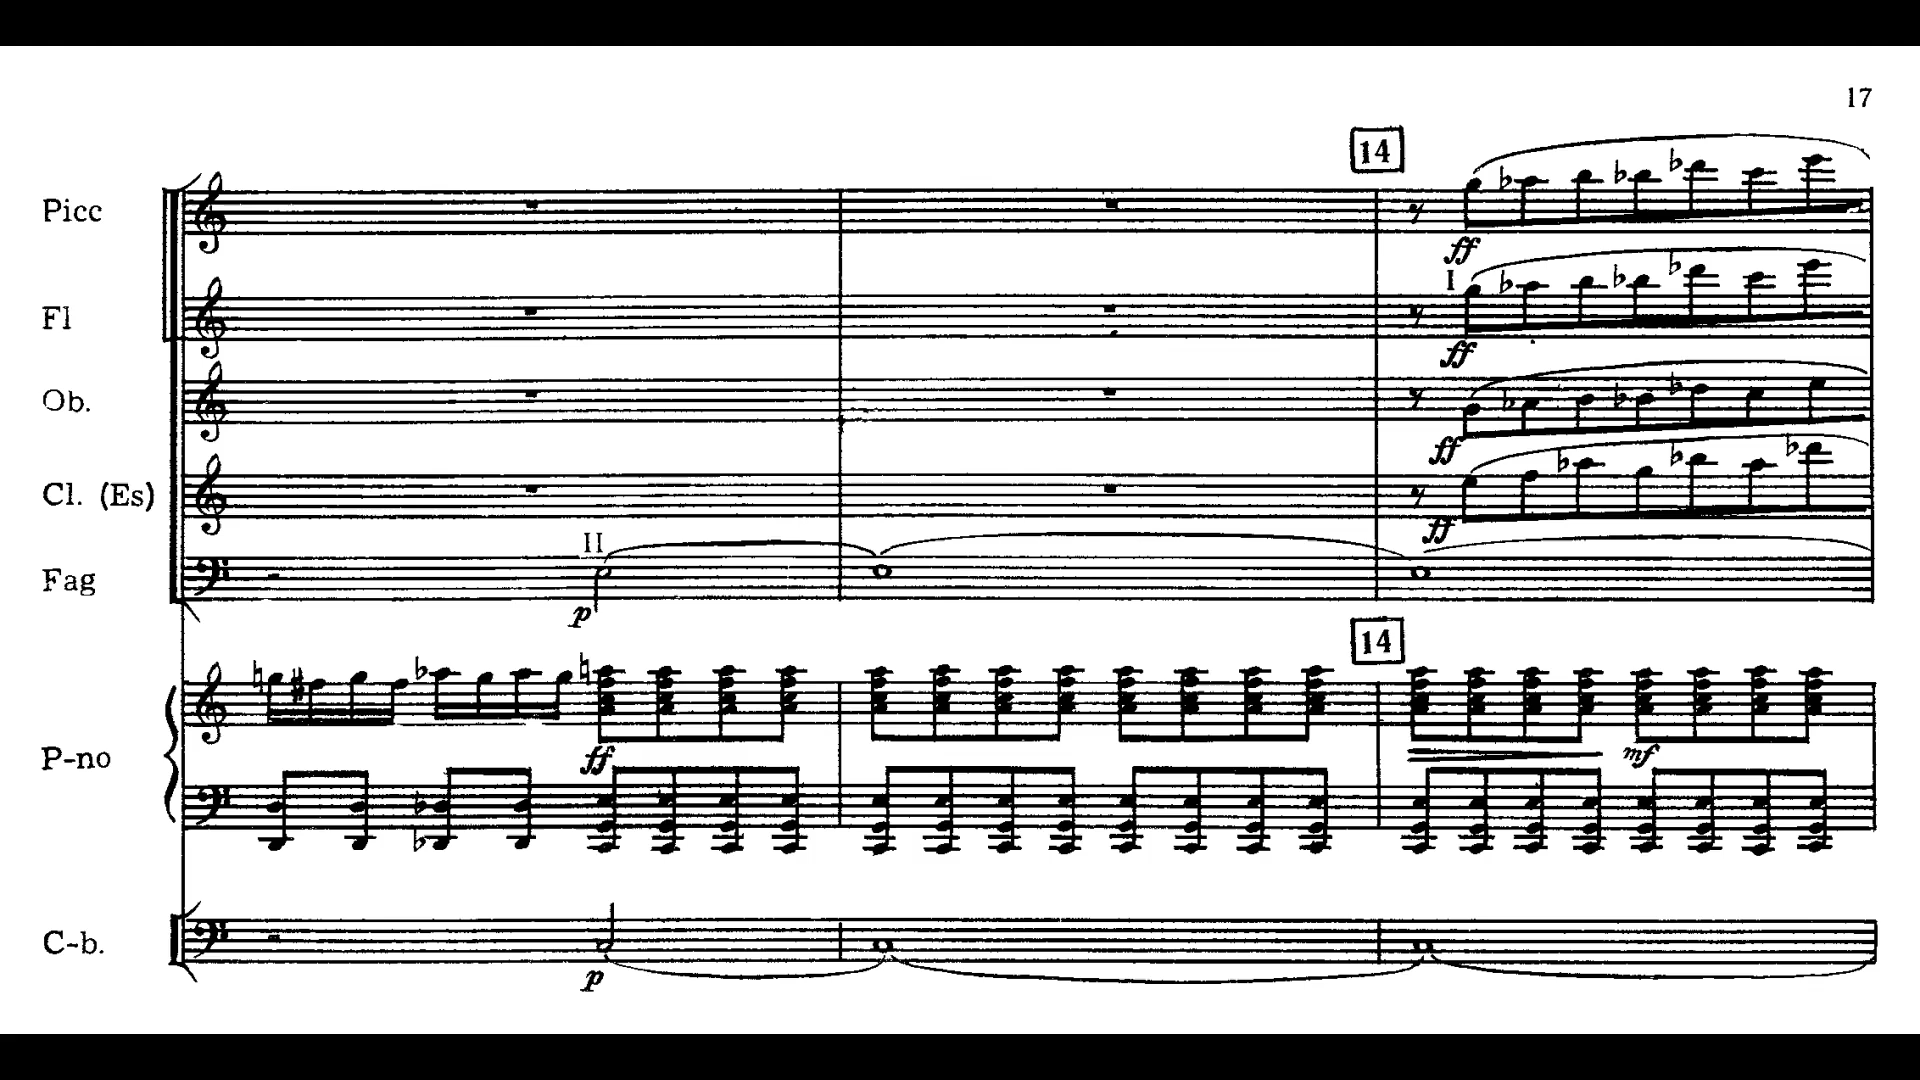 17
14
Picc
ff
Fl
I
ff
Ob.
ff
Cl. (Es)
ff
II
Fag
p
14
P-no
ff
mf
C-b.
p